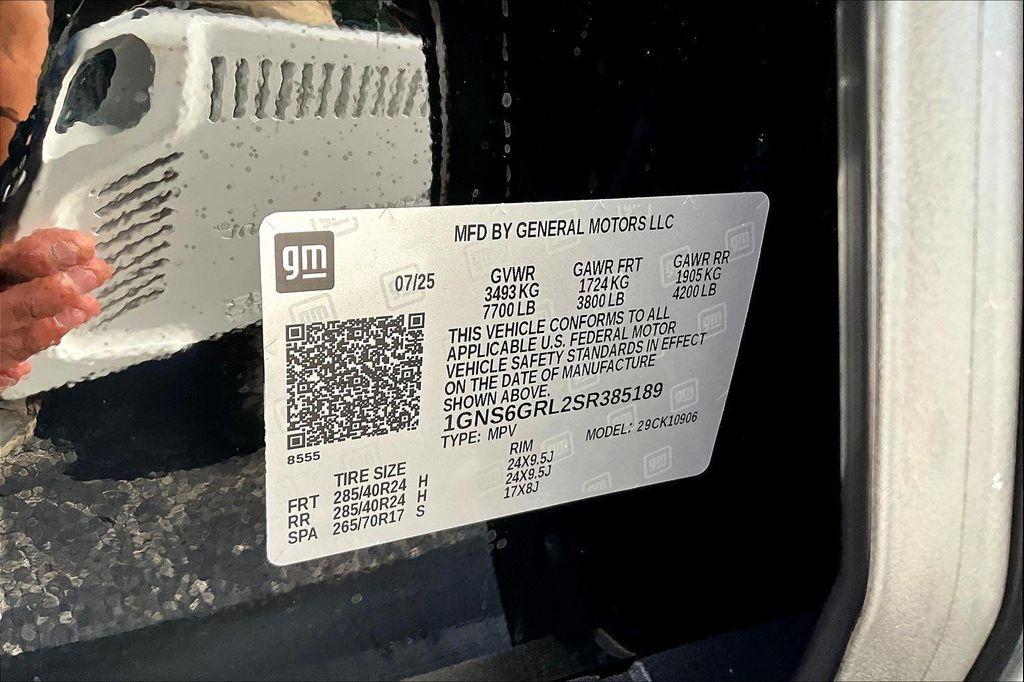 gm
MFD BY GENERAL MOTORS LLC
07/25
GVWR
3493 KG
7700 LB
GAWR FRT
1724 KG
3800 LB
GAWR RR
1905 KG
4200 LB
THIS VEHICLE CONFORMS TO ALL
APPLICABLE U.S. FEDERAL MOTOR
VEHICLE SAFETY STANDARDS IN EFFECT
ON THE DATE OF MANUFACTURE
SHOWN ABOVE.
1GNS6GRL2SR385189
TYPE: MPV
MODEL: 29CK10906
8555
TIRE SIZE RIM
FRT 285/40R24 H 24X9.5J
RR 285/40R24 H 24X9.5J
SPA 265/70R17 S 17X8J